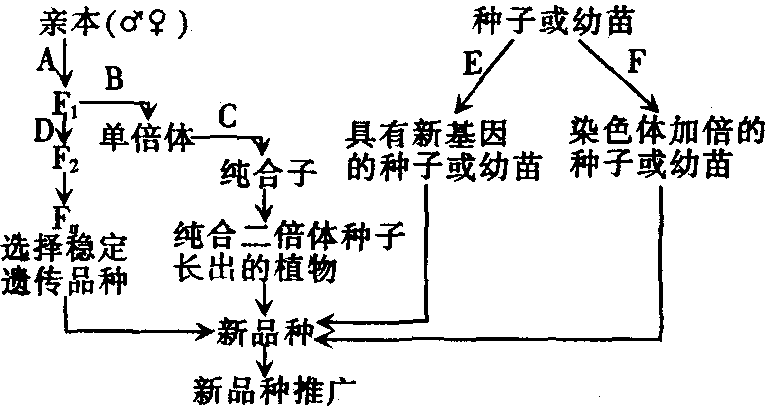 亲本(♂♀)
A
B
F₁
D
单倍体
C
F₂
纯合子
Fₙ
选择稳定
遗传品种
纯合二倍体种子
长出的植物
种子或幼苗
E
F
具有新基因
的种子或幼苗
染色体加倍的
种子或幼苗
新品种
新品种推广